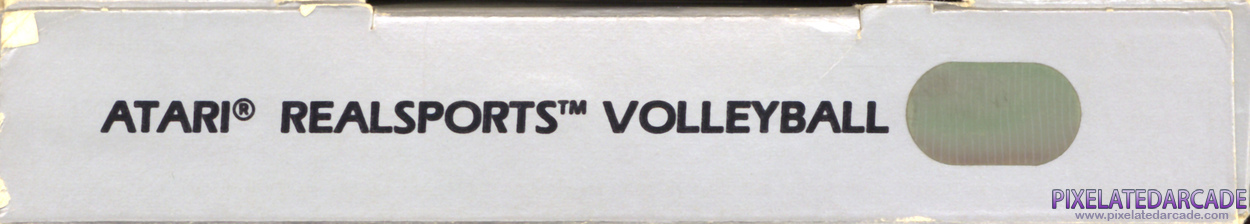 ATARI® REALSPORTS™ VOLLEYBALL
PIXELATEDARCADE
www.pixelatedarcade.com